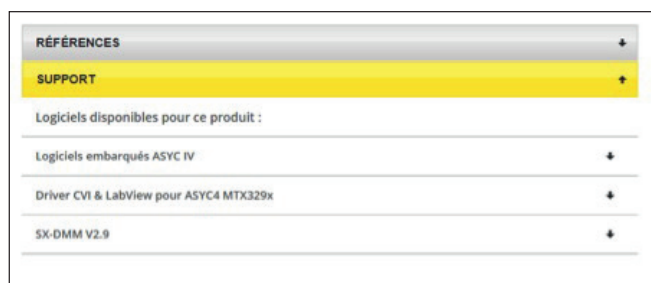 RÉFÉRENCES
SUPPORT
Logiciels disponibles pour ce produit :
Logiciels embarqués ASYC IV
Driver CVI & LabView pour ASYC4 MTX329x
SX-DMM V2.9